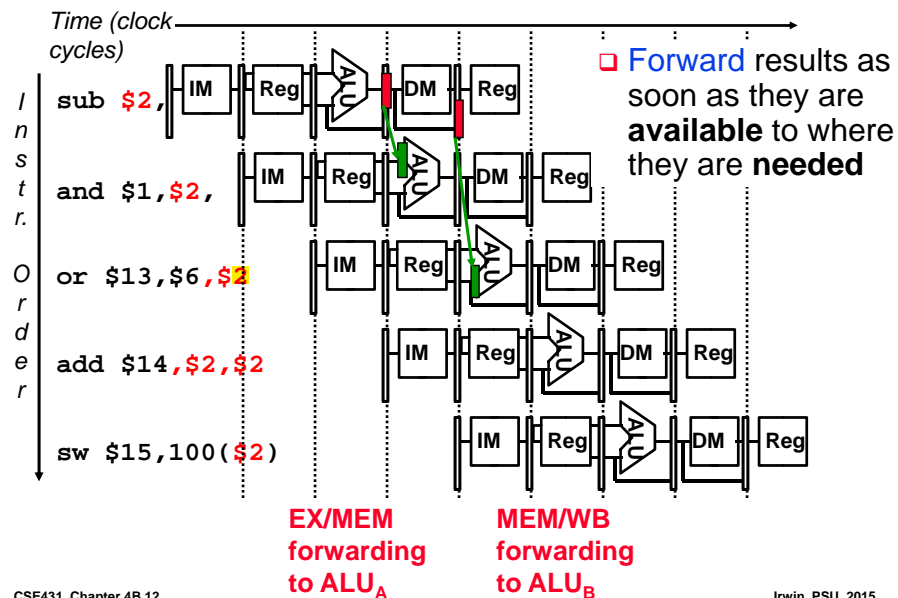 Time (clock
cycles)
Forward results as
soon as they are
available to where
they are needed
I
n
s
t
r.
O
r
d
e
r
sub $2,
IM Reg ALU DM Reg
and $1,$2,
IM Reg ALU DM Reg
or $13,$6,$2
IM Reg ALU DM Reg
add $14,$2,$2
IM Reg ALU DM Reg
sw $15,100($2)
IM Reg ALU DM Reg
EX/MEM
forwarding
to ALUA
MEM/WB
forwarding
to ALUB
CSE431 Chapter 4B.12
Irwin PSU 2015